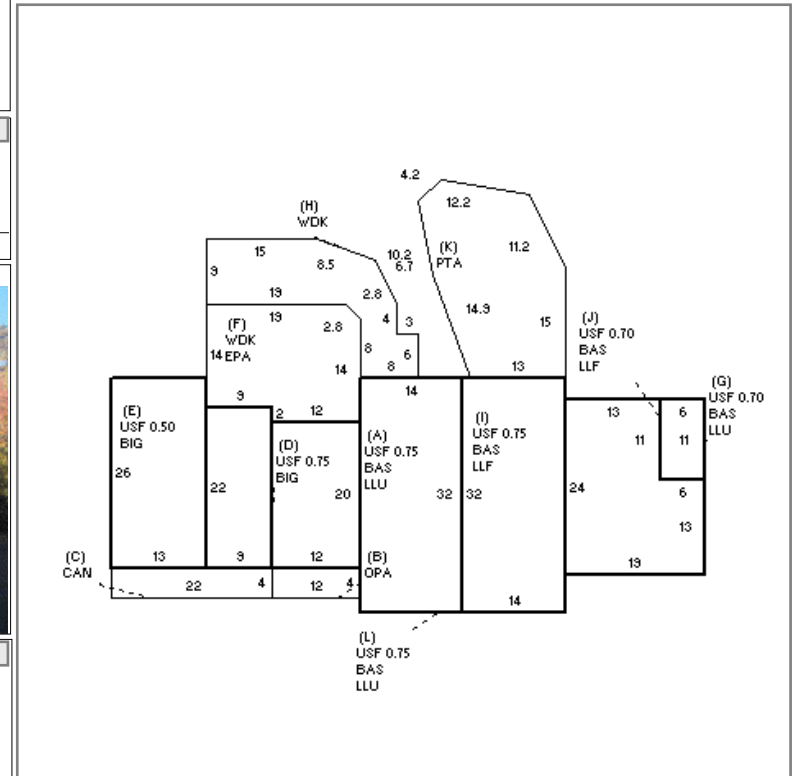 4.2
12.2
(H)
WDK
15
8.5
10.2
6.7
(K)
PTA
11.2
9
19
2.8
19
(F)
WDK
EPA
2.8
4
3
14.9
15
(J)
USF 0.70
BAS
LLF
14
14
8
6
8
13
9
2
12
14
(E)
USF 0.50
BIG
(D)
USF 0.75
BIG
(A)
USF 0.75
BAS
LLU
(I)
USF 0.75
BAS
LLF
13
11
6
11
(G)
USF 0.70
BAS
LLU
26
22
20
32
32
24
6
13
13
9
12
19
(C)
CAN
22
4
12
4
(B)
OPA
14
(L)
USF 0.75
BAS
LLU